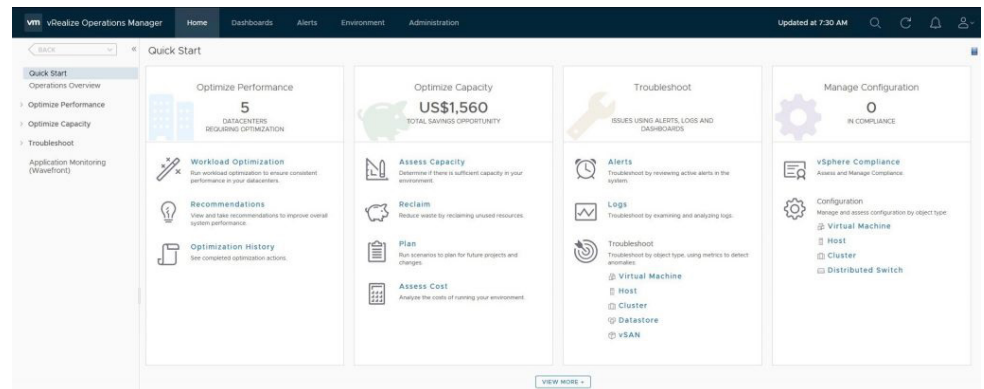 vm vRealize Operations Manager Home Dashboards Alerts Environment Administration Updated at 7:30 AM
BACK
Quick Start
Operations Overview
Optimize Performance
Optimize Capacity
Troubleshoot
Application Monitoring
(Wavefront)
Quick Start
Optimize Performance
5
DATACENTERS
REQUIRING OPTIMIZATION
Workload Optimization
Run workload optimization to ensure consistent
performance in your datacenters.
Recommendations
View and take recommendations to improve overall
system performance.
Optimization History
See completed optimization actions.
Optimize Capacity
US$1,560
TOTAL SAVINGS OPPORTUNITY
Assess Capacity
Determine if there is sufficient capacity in your
environment.
Reclaim
Reduce waste by reclaiming unused resources.
Plan
Run scenarios to plan for future projects and
changes.
Assess Cost
Analyze the costs of running your environment.
Troubleshoot
ISSUES USING ALERTS, LOGS AND
DASHBOARDS
Alerts
Troubleshoot by reviewing active alerts in the
system.
Logs
Troubleshoot by examining and analyzing logs.
Troubleshoot
Troubleshoot by object type, using metrics to detect
anomalies.
Virtual Machine
Host
Cluster
Datastore
vSAN
Manage Configuration
0
IN COMPLIANCE
vSphere Compliance
Assess and Manage Compliance.
Configuration
Manage and assess configuration by object type
Virtual Machine
Host
Cluster
Distributed Switch
VIEW MORE +